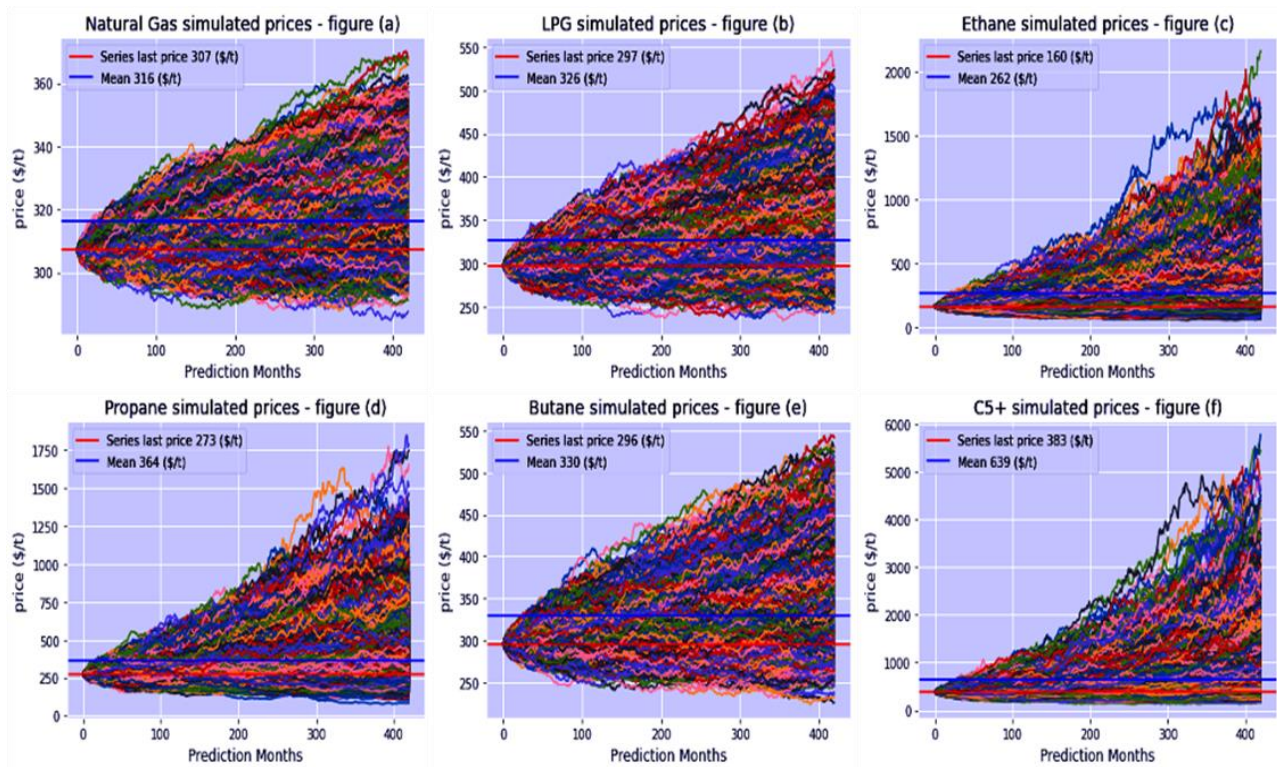 Natural Gas simulated prices - figure (a)
Series last price 307 ($/t)
Mean 316 ($/t)
360
340
320
300
price ($/t)
0 100 200 300 400
Prediction Months
LPG simulated prices - figure (b)
Series last price 297 ($/t)
Mean 326 ($/t)
550
500
450
400
350
300
250
price ($/t)
0 100 200 300 400
Prediction Months
Ethane simulated prices - figure (c)
Series last price 160 ($/t)
Mean 262 ($/t)
2000
1500
1000
500
0
price ($/t)
0 100 200 300 400
Prediction Months
Propane simulated prices - figure (d)
Series last price 273 ($/t)
Mean 364 ($/t)
1750
1500
1250
1000
750
500
250
0
price ($/t)
0 100 200 300 400
Prediction Months
Butane simulated prices - figure (e)
Series last price 296 ($/t)
Mean 330 ($/t)
550
500
450
400
350
300
250
price ($/t)
0 100 200 300 400
Prediction Months
C5+ simulated prices - figure (f)
Series last price 383 ($/t)
Mean 639 ($/t)
6000
5000
4000
3000
2000
1000
0
price ($/t)
0 100 200 300 400
Prediction Months